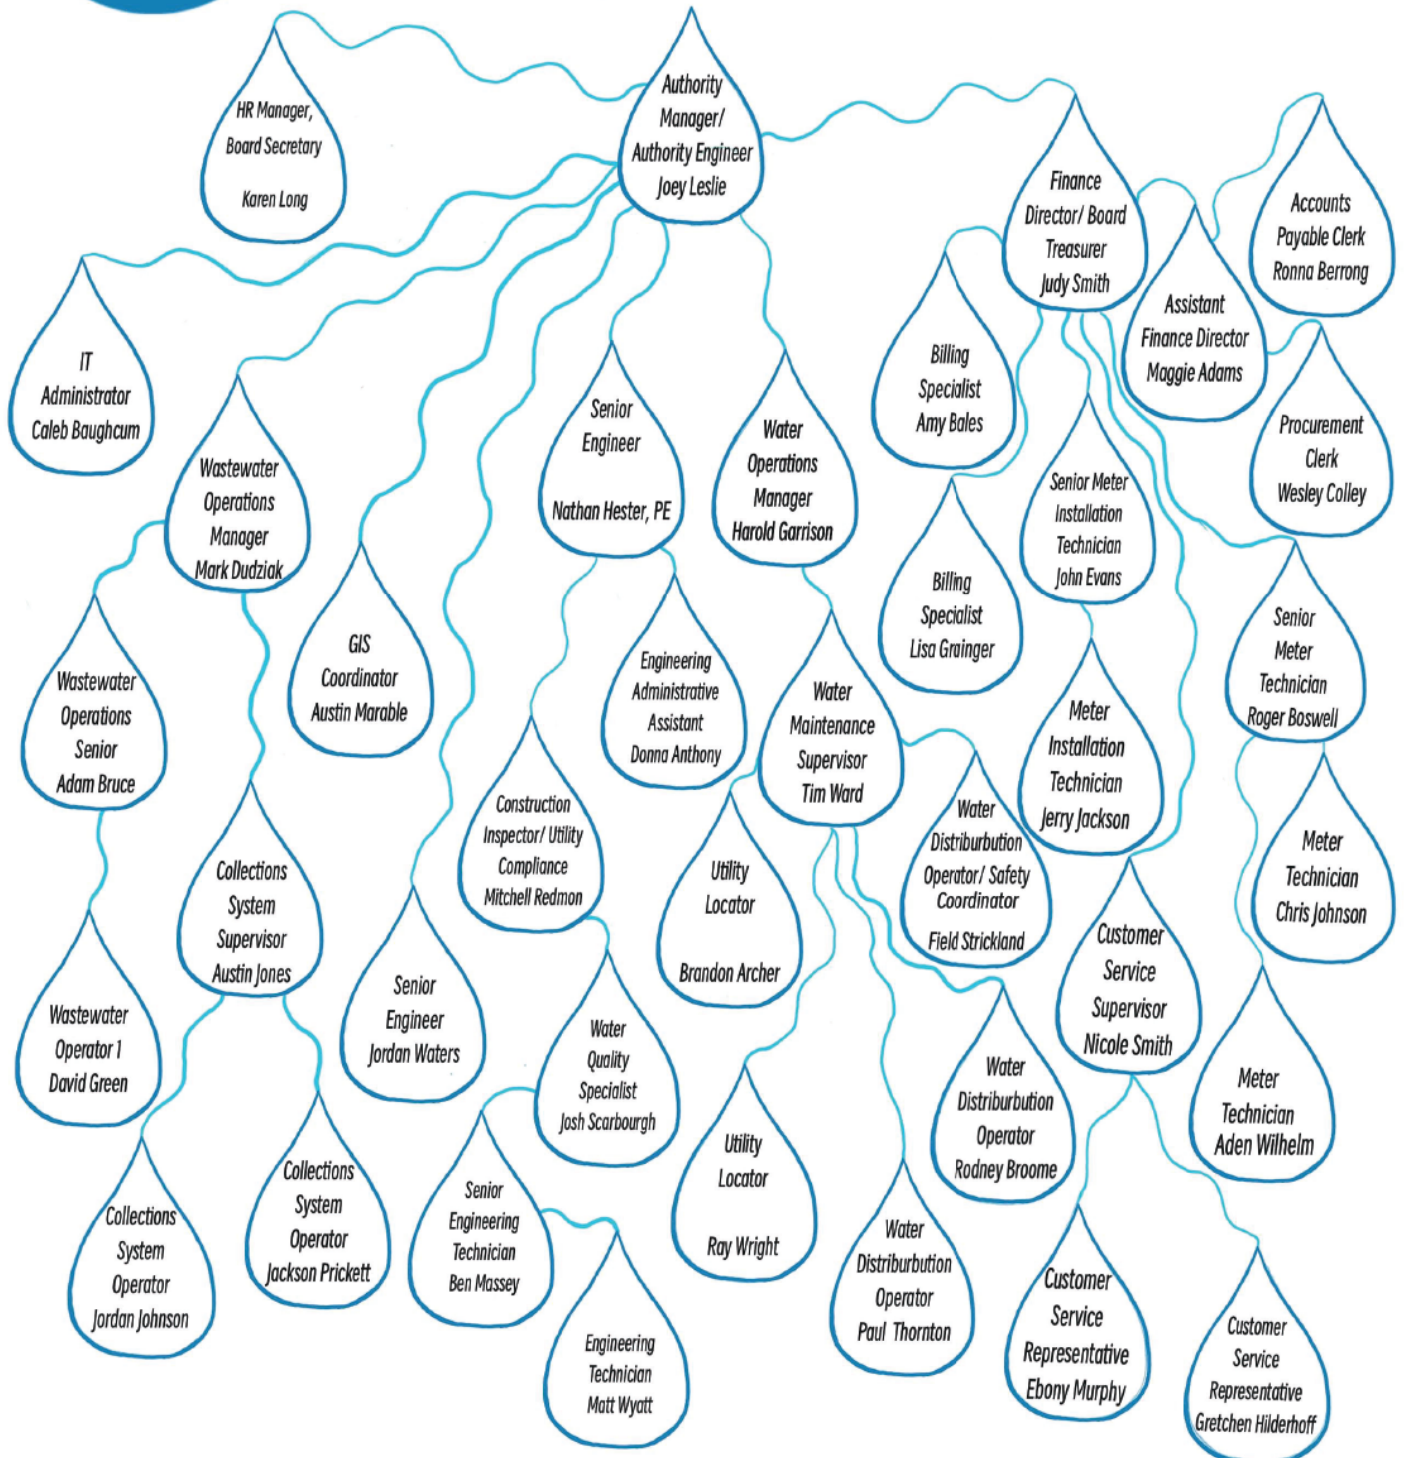 HR Manager,
Board Secretary
Karen Long
Authority
Manager/
Authority Engineer
Joey Leslie
Finance
Director/ Board
Treasurer
Judy Smith
Accounts
Payable Clerk
Ronna Berrong
Assistant
Finance Director
Maggie Adams
IT
Administrator
Caleb Baughcum
Billing
Specialist
Amy Bales
Procurement
Clerk
Wesley Colley
Wastewater
Operations
Manager
Mark Dudziak
Senior
Engineer
Nathan Hester, PE
Water
Operations
Manager
Harold Garrison
Senior Meter
Installation
Technician
John Evans
Billing
Specialist
Lisa Grainger
Senior
Meter
Technician
Roger Boswell
GIS
Coordinator
Austin Marable
Wastewater
Operations
Senior
Adam Bruce
Engineering
Administrative
Assistant
Donna Anthony
Water
Maintenance
Supervisor
Tim Ward
Meter
Installation
Technician
Jerry Jackson
Construction
Inspector/ Utility
Compliance
Mitchell Redmon
Water
Distriburbution
Operator/ Safety
Coordinator
Field Strickland
Meter
Technician
Chris Johnson
Collections
System
Supervisor
Austin Jones
Utility
Locator
Brandon Archer
Customer
Service
Supervisor
Nicole Smith
Senior
Engineer
Jordan Waters
Wastewater
Operator 1
David Green
Water
Quality
Specialist
Josh Scarbourgh
Water
Distriburbution
Operator
Rodney Broome
Meter
Technician
Aden Wilhelm
Collections
System
Operator
Jordan Johnson
Collections
System
Operator
Jackson Prickett
Senior
Engineering
Technician
Ben Massey
Utility
Locator
Ray Wright
Water
Distriburbution
Operator
Paul Thornton
Customer
Service
Representative
Ebony Murphy
Engineering
Technician
Matt Wyatt
Customer
Service
Representative
Gretchen Hilderhoff